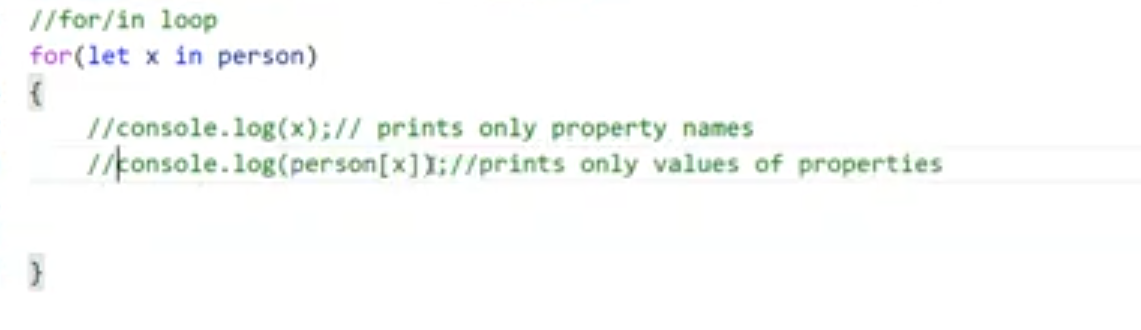 //for/in loop
for(let x in person)
{
//console.log(x);// prints only property names
//console.log(person[x]);//prints only values of properties
}